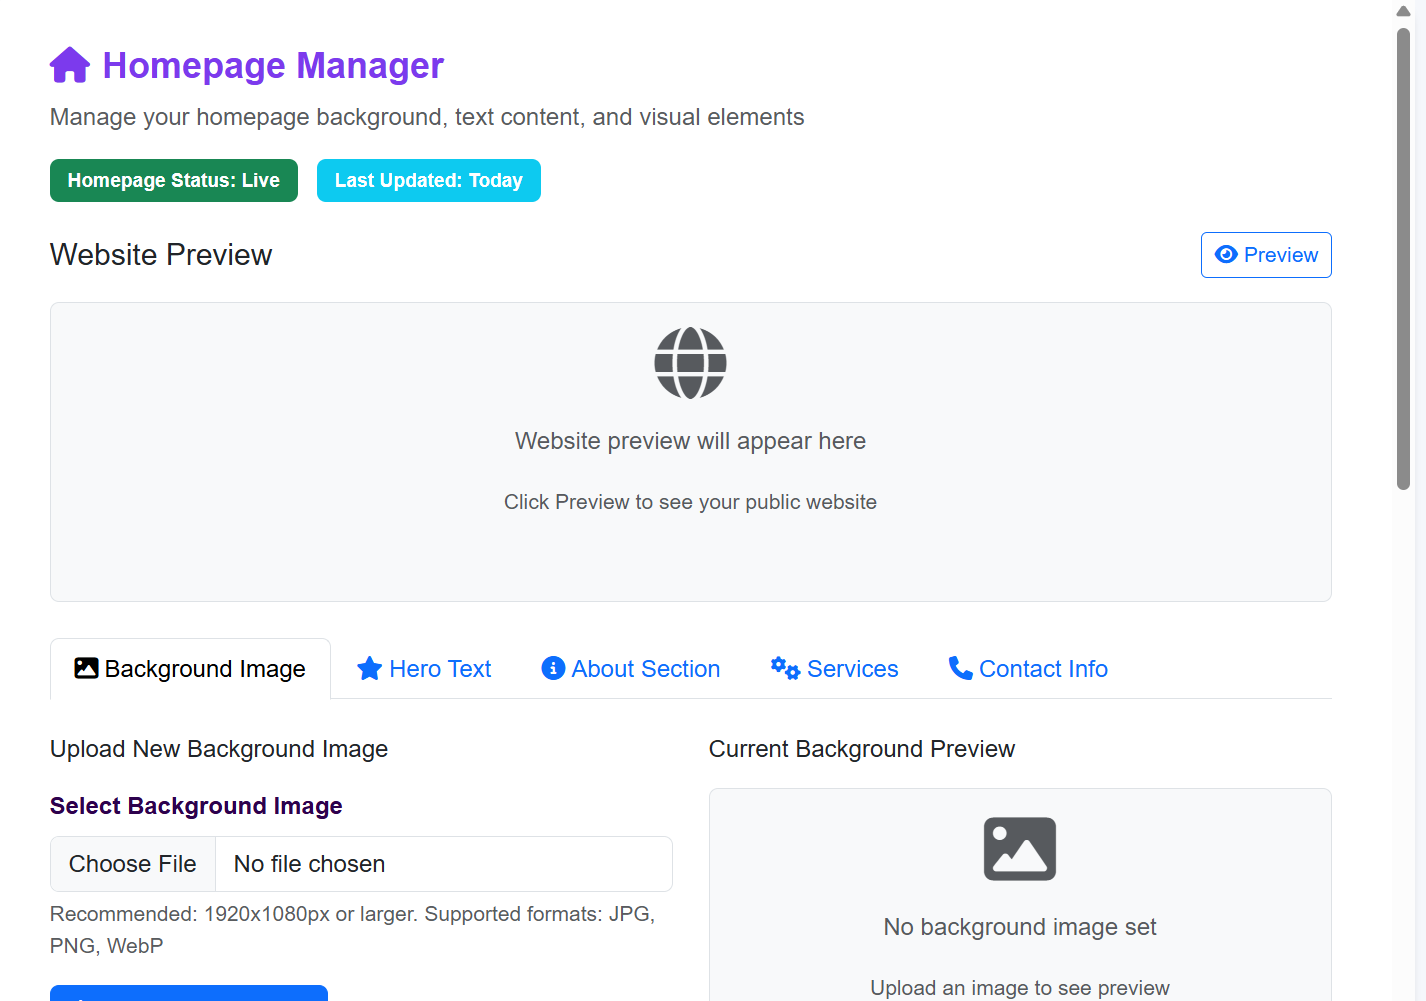 Homepage Manager
Manage your homepage background, text content, and visual elements
Homepage Status: Live
Last Updated: Today
Website Preview
Preview
Website preview will appear here
Click Preview to see your public website
Background Image
Hero Text
About Section
Services
Contact Info
Upload New Background Image
Select Background Image
Choose File
No file chosen
Recommended: 1920x1080px or larger. Supported formats: JPG,
PNG, WebP
Current Background Preview
No background image set
Upload an image to see preview